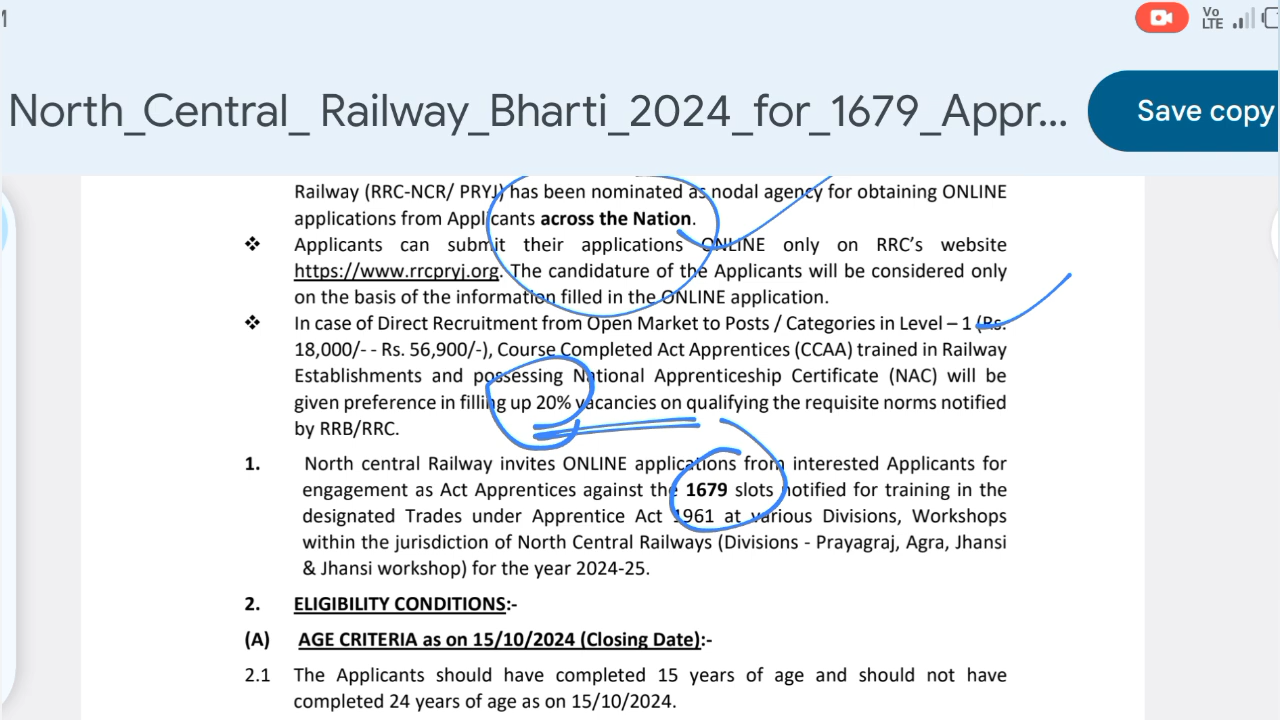 Vo
LTE
North_Central_ Railway_Bharti_2024_for_1679_Appr...
Save copy
Railway (RRC-NCR/ PRYJ) has been nominated as nodal agency for obtaining ONLINE
applications from Applicants across the Nation.
❖ Applicants can submit their applications ONLINE only on RRC's website
https://www.rrcpryj.org. The candidature of the Applicants will be considered only
on the basis of the information filled in the ONLINE application.
❖ In case of Direct Recruitment from Open Market to Posts / Categories in Level – 1 (Rs.
18,000/- - Rs. 56,900/-), Course Completed Act Apprentices (CCAA) trained in Railway
Establishments and possessing National Apprenticeship Certificate (NAC) will be
given preference in filling up 20% vacancies on qualifying the requisite norms notified
by RRB/RRC.
1. North central Railway invites ONLINE applications from interested Applicants for
engagement as Act Apprentices against the 1679 slots notified for training in the
designated Trades under Apprentice Act 1961 at various Divisions, Workshops
within the jurisdiction of North Central Railways (Divisions - Prayagraj, Agra, Jhansi
& Jhansi workshop) for the year 2024-25.
2. ELIGIBILITY CONDITIONS:-
(A) AGE CRITERIA as on 15/10/2024 (Closing Date):-
2.1 The Applicants should have completed 15 years of age and should not have
completed 24 years of age as on 15/10/2024.